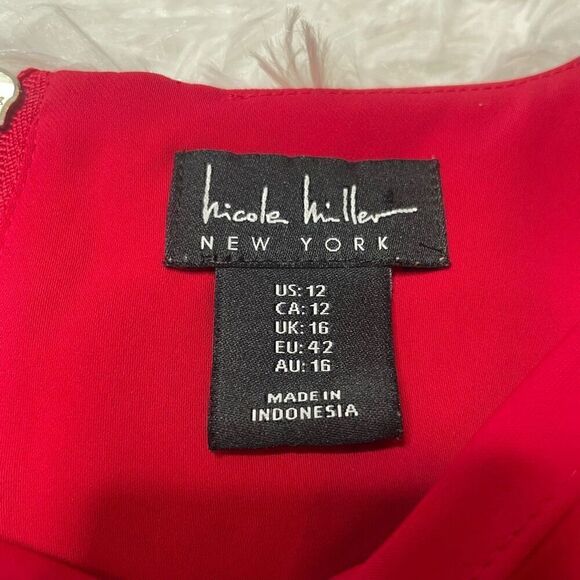 nicole miller
NEW YORK
US: 12
CA: 12
UK: 16
EU: 42
AU: 16
MADE IN
INDONESIA